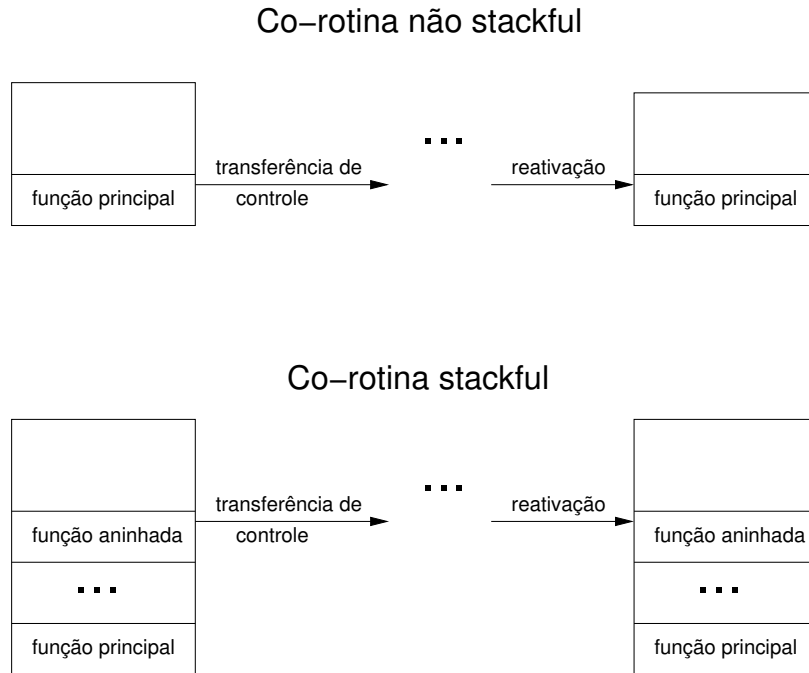 Co−rotina não stackful
...
transferência de
controle
reativação
função principal
função principal
Co−rotina stackful
...
transferência de
controle
reativação
função aninhada
função aninhada
...
...
função principal
função principal